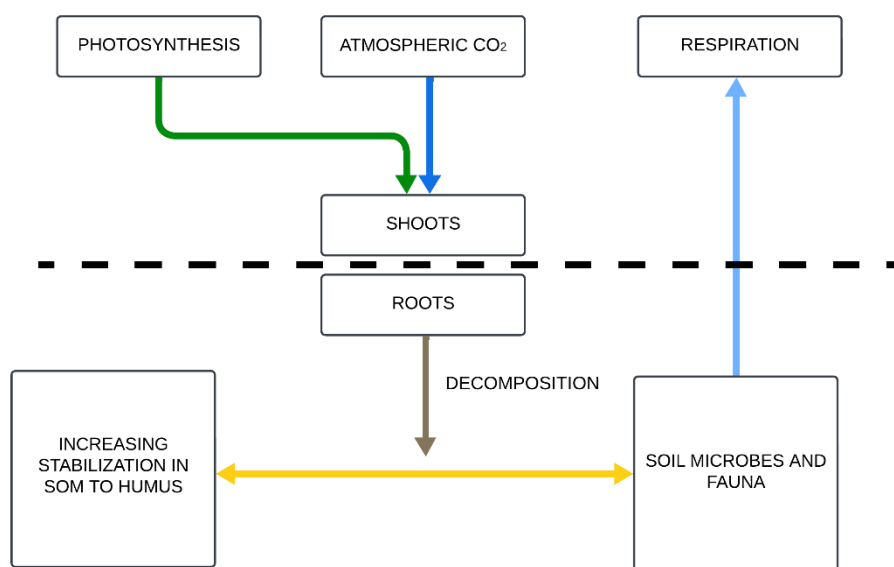 PHOTOSYNTHESIS
ATMOSPHERIC CO₂
RESPIRATION
SHOOTS
ROOTS
DECOMPOSITION
INCREASING
STABILIZATION IN
SOM TO HUMUS
SOIL MICROBES AND
FAUNA